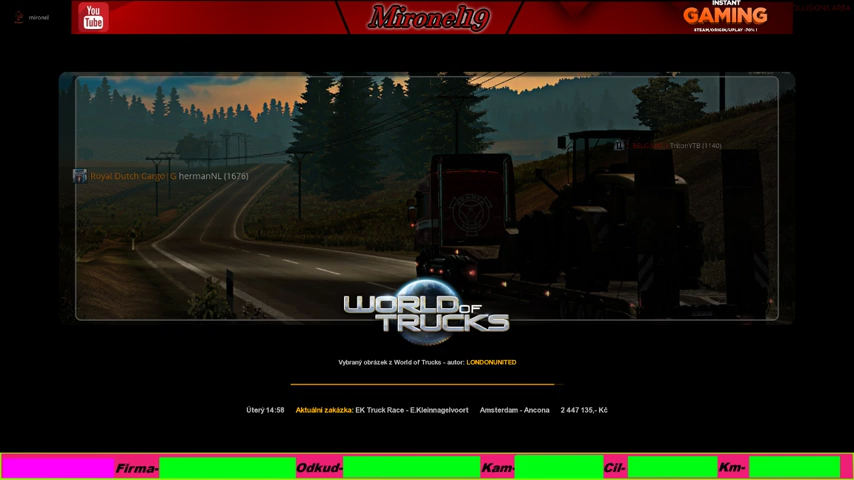 mironel
You
Tube
Mironel19
INSTANT
GAMING
STEAM/ORIGIN/UPLAY -70% !
Royal Dutch Cargo|G hermanNL (1676)
TrbonYTB (1140)
WORLD OF
TRUCKS
Vybraný obrázek z World of Trucks - autor: LONDONUNITED
Úterý 14:58 Aktuální zakázka: EK Truck Race - E.Kleinnagelvoort Amsterdam - Ancona 2 447 135,- Kč
Firma- Odkud- Kam- Cíl- Km-